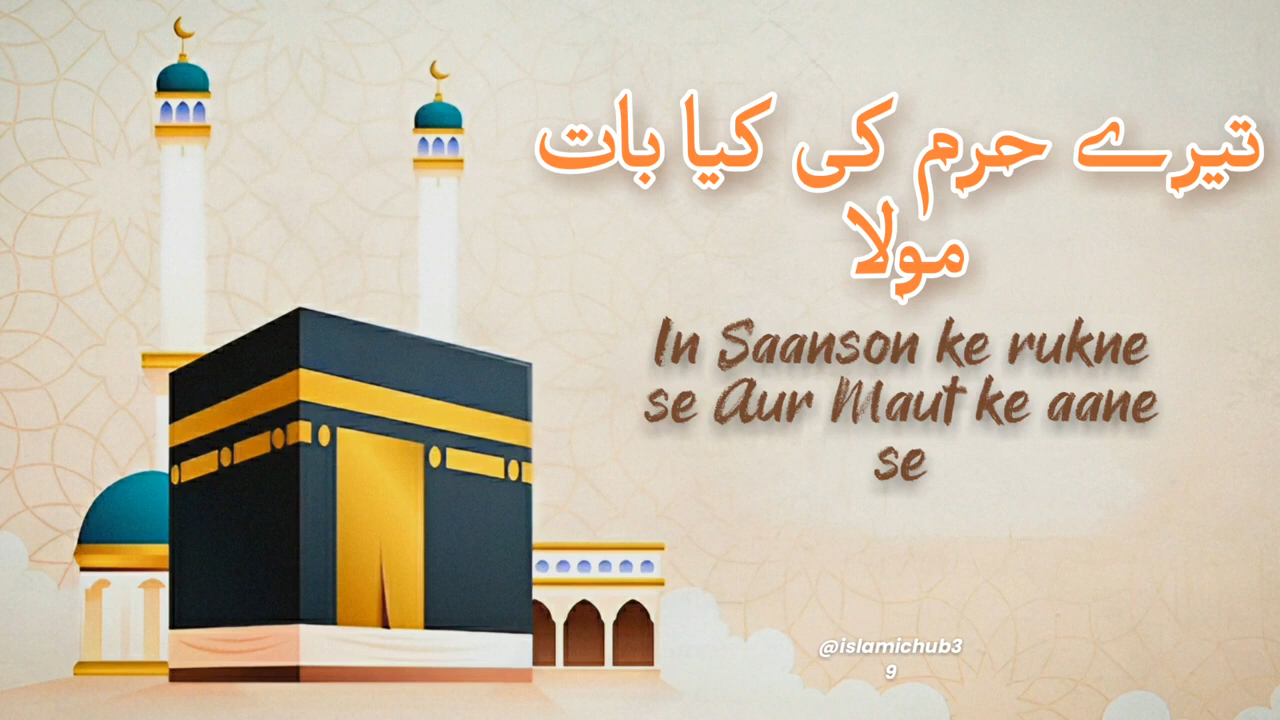 تیرے حرم کی کیا بات
مولا
In Saanson ke rukne
se Aur Maut ke aane
se
@islamichub3
9